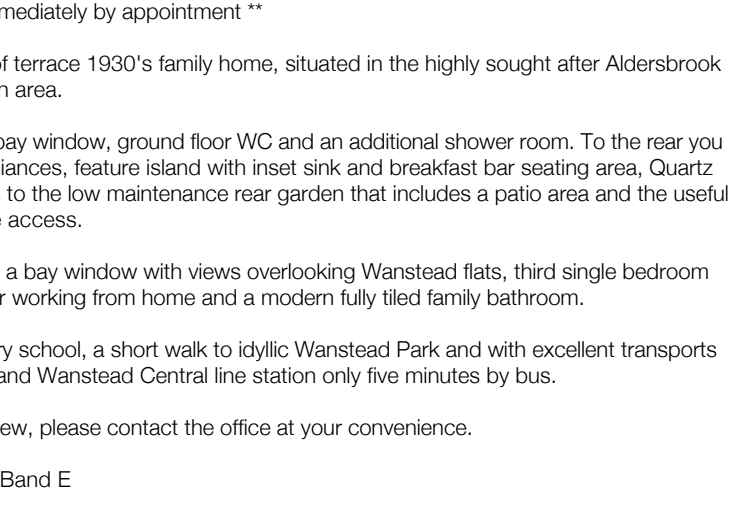 mediately by appointment **
of terrace 1930's family home, situated in the highly sought after Aldersbrook
n area.
bay window, ground floor WC and an additional shower room. To the rear you
iances, feature island with inset sink and breakfast bar seating area, Quartz
to the low maintenance rear garden that includes a patio area and the useful
e access.
a bay window with views overlooking Wanstead flats, third single bedroom
r working from home and a modern fully tiled family bathroom.
ry school, a short walk to idyllic Wanstead Park and with excellent transports
and Wanstead Central line station only five minutes by bus.
ew, please contact the office at your convenience.
Band E